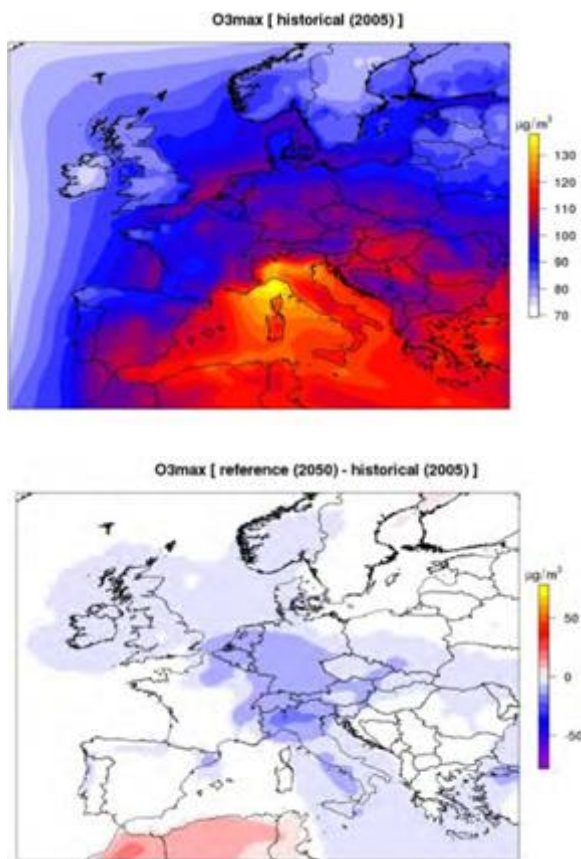 O3max [ historical (2005) ]
µg/m³
130
120
110
100
90
80
70
O3max [ reference (2050) - historical (2005) ]
µg/m³
50
0
-50